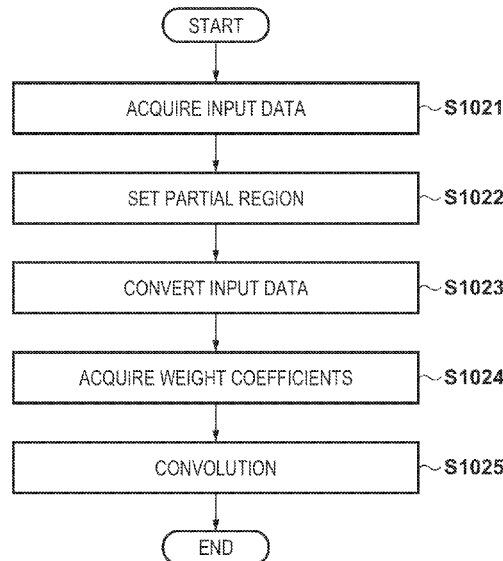 START
ACQUIRE INPUT DATA
S1021
SET PARTIAL REGION
S1022
CONVERT INPUT DATA
S1023
ACQUIRE WEIGHT COEFFICIENTS
S1024
CONVOLUTION
S1025
END